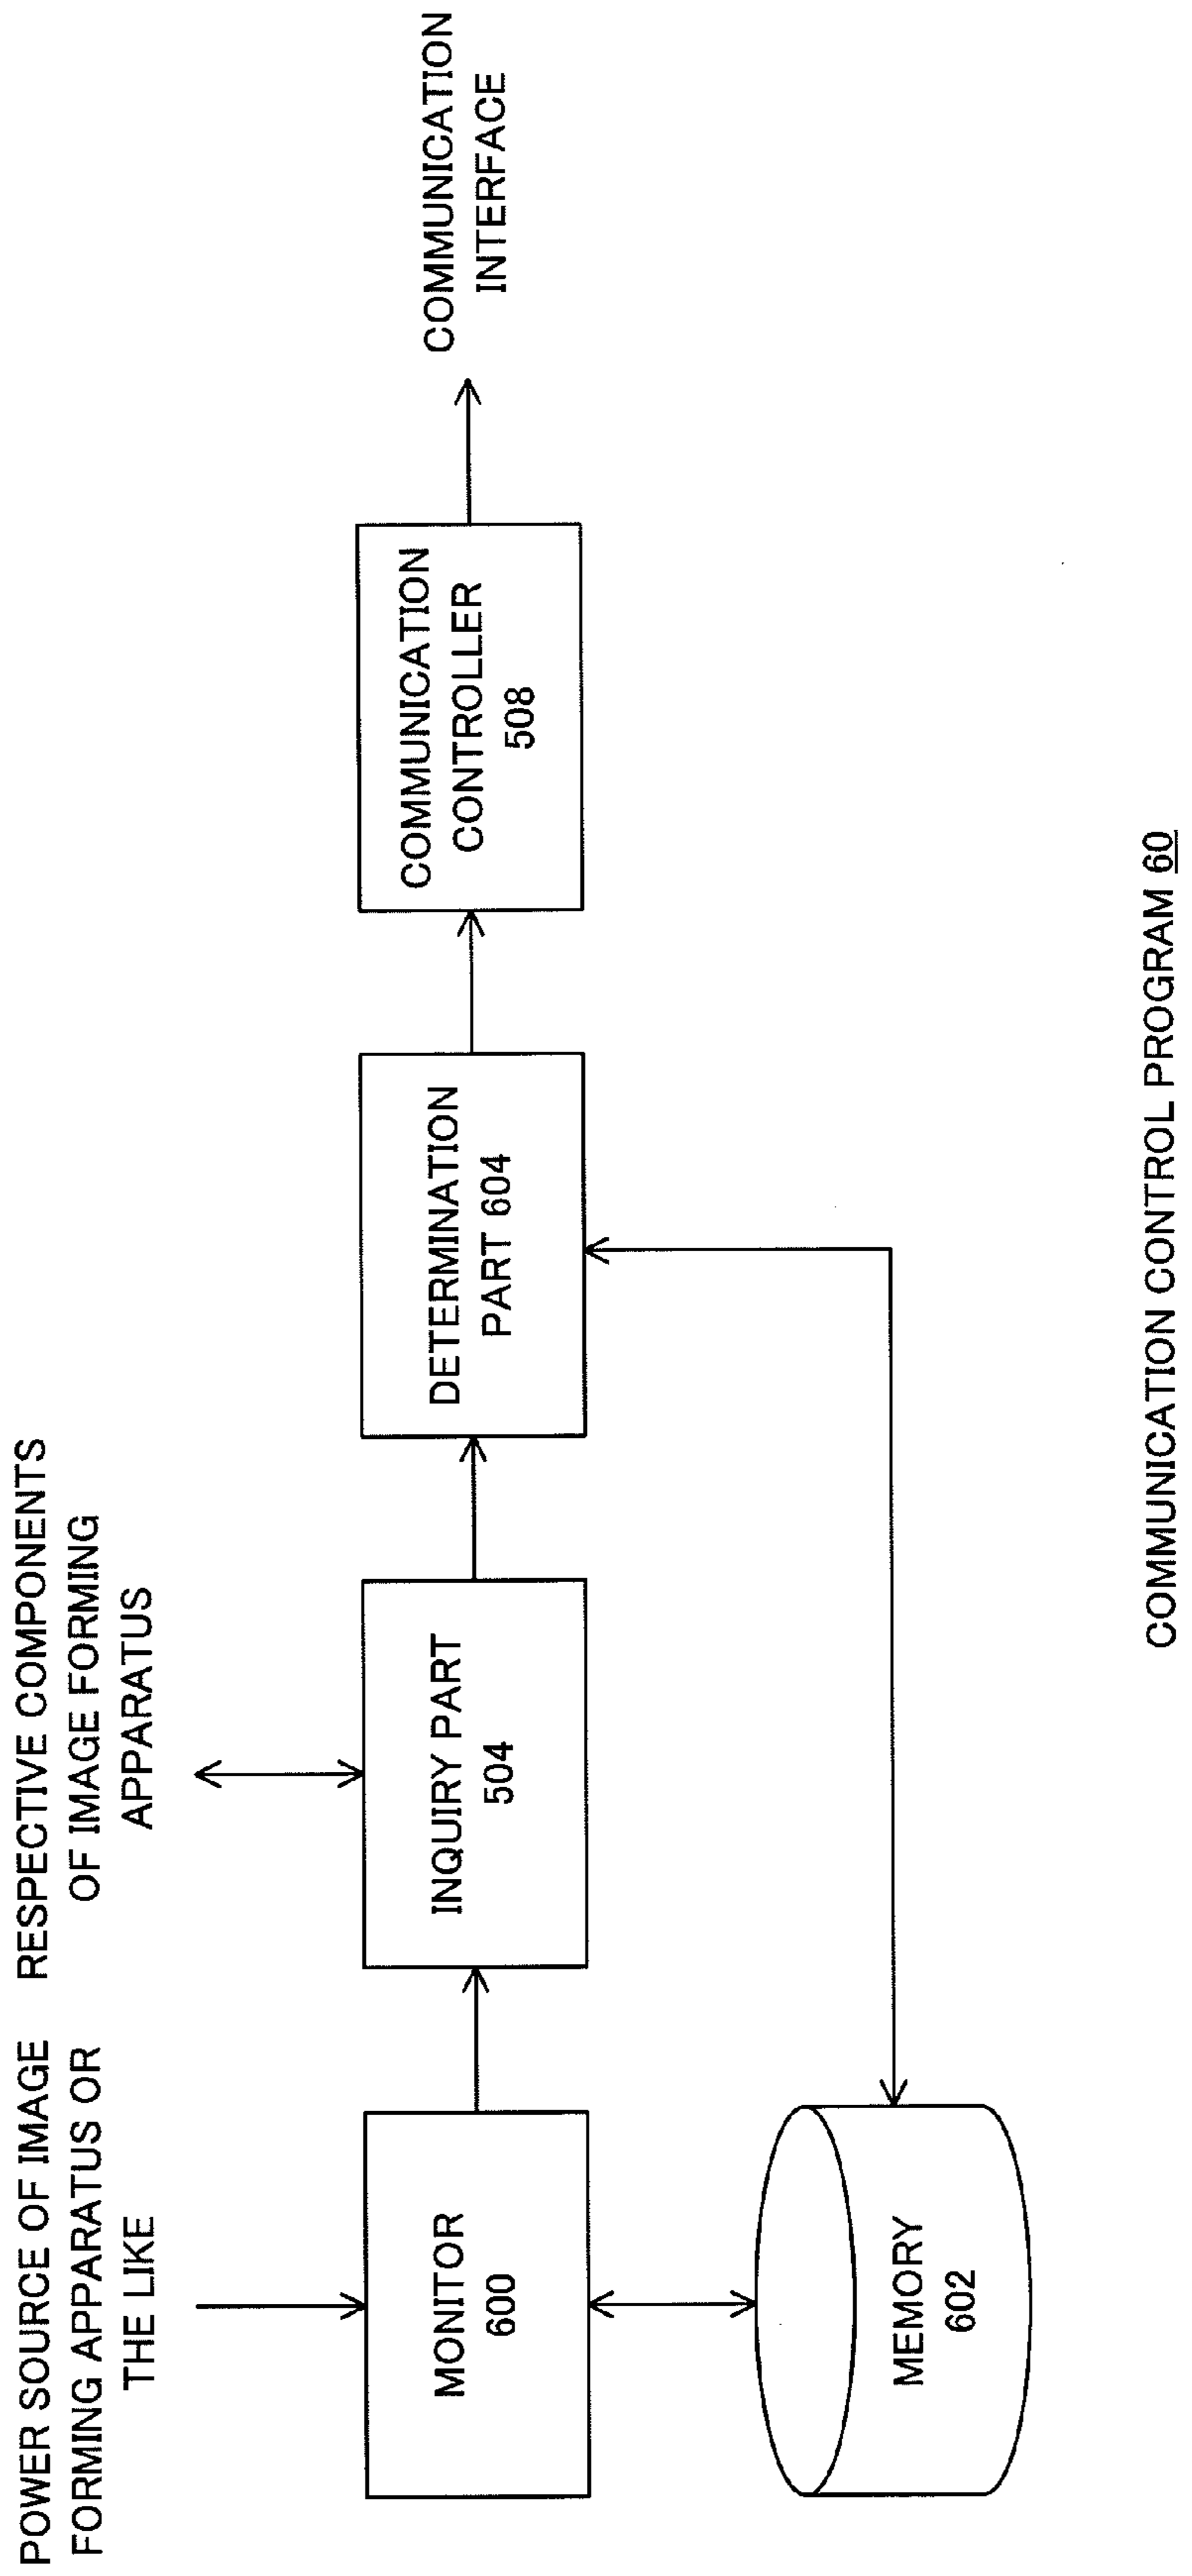 POWER SOURCE OF IMAGE
FORMING APPARATUS OR
THE LIKE
RESPECTIVE COMPONENTS
OF IMAGE FORMING
APPARATUS
MONITOR
600
INQUIRY PART
504
DETERMINATION
PART 604
COMMUNICATION
CONTROLLER
508
COMMUNICATION
INTERFACE
MEMORY
602
COMMUNICATION CONTROL PROGRAM 60